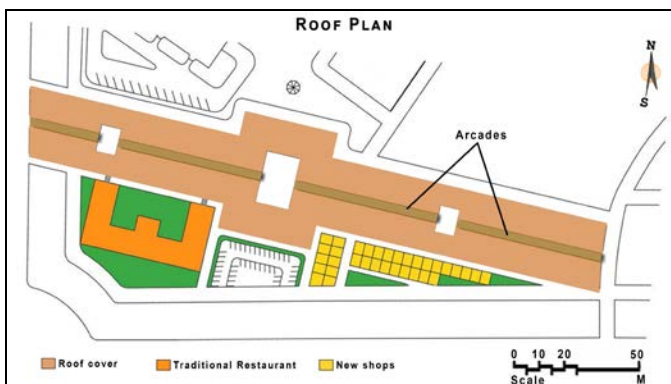 ROOF PLAN
N
S
Arcades
Roof cover
Traditional Restaurant
New shops
0 10 20 50
Scale M